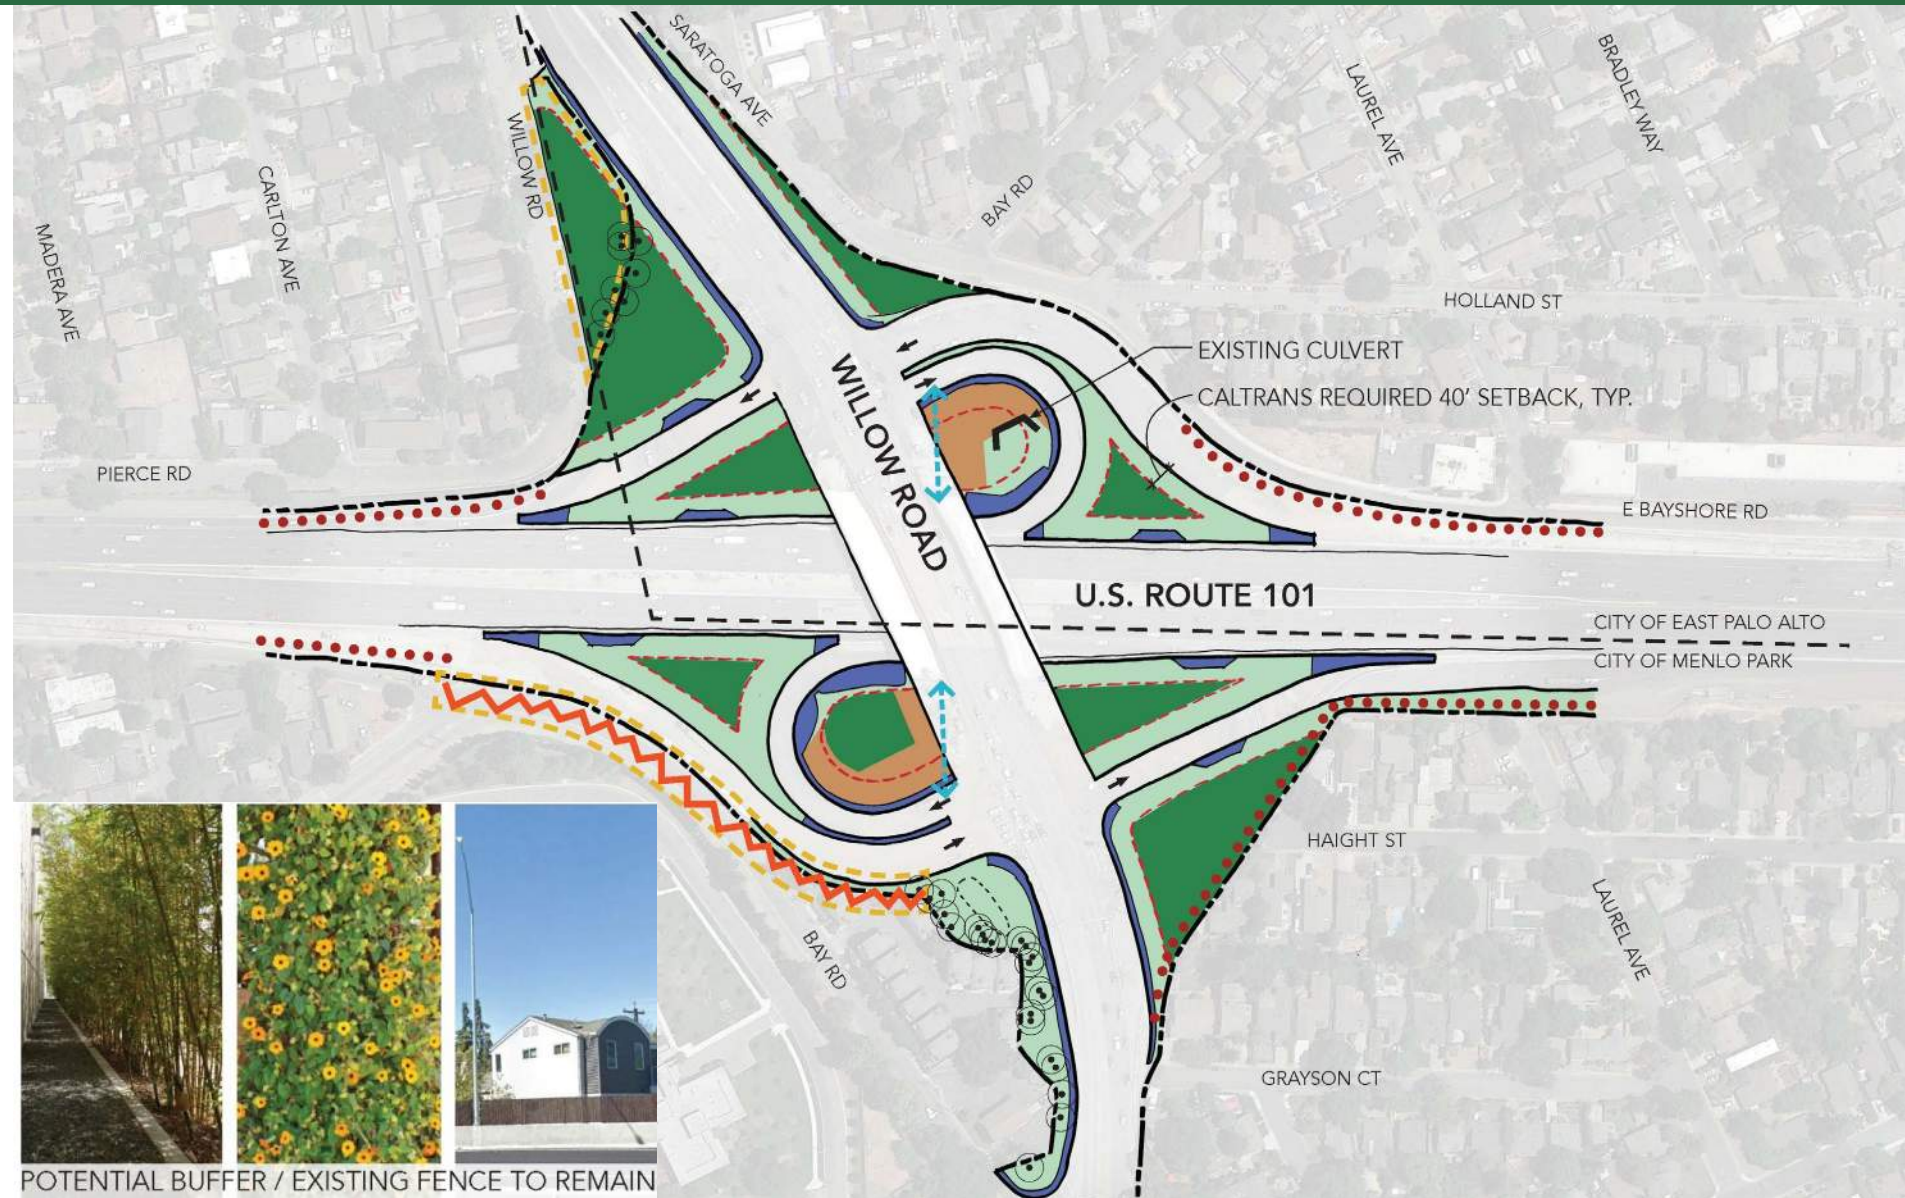 SARATOGA AVE
BRADLEY WAY
LAUREL AVE
WILLOW RD
CARLTON AVE
BAY RD
MADERA AVE
HOLLAND ST
EXISTING CULVERT
CALTRANS REQUIRED 40' SETBACK, TYP.
WILLOW ROAD
PIERCE RD
E BAYSHORE RD
U.S. ROUTE 101
CITY OF EAST PALO ALTO
CITY OF MENLO PARK
HAIGHT ST
LAUREL AVE
BAY RD
GRAYSON CT
POTENTIAL BUFFER / EXISTING FENCE TO REMAIN